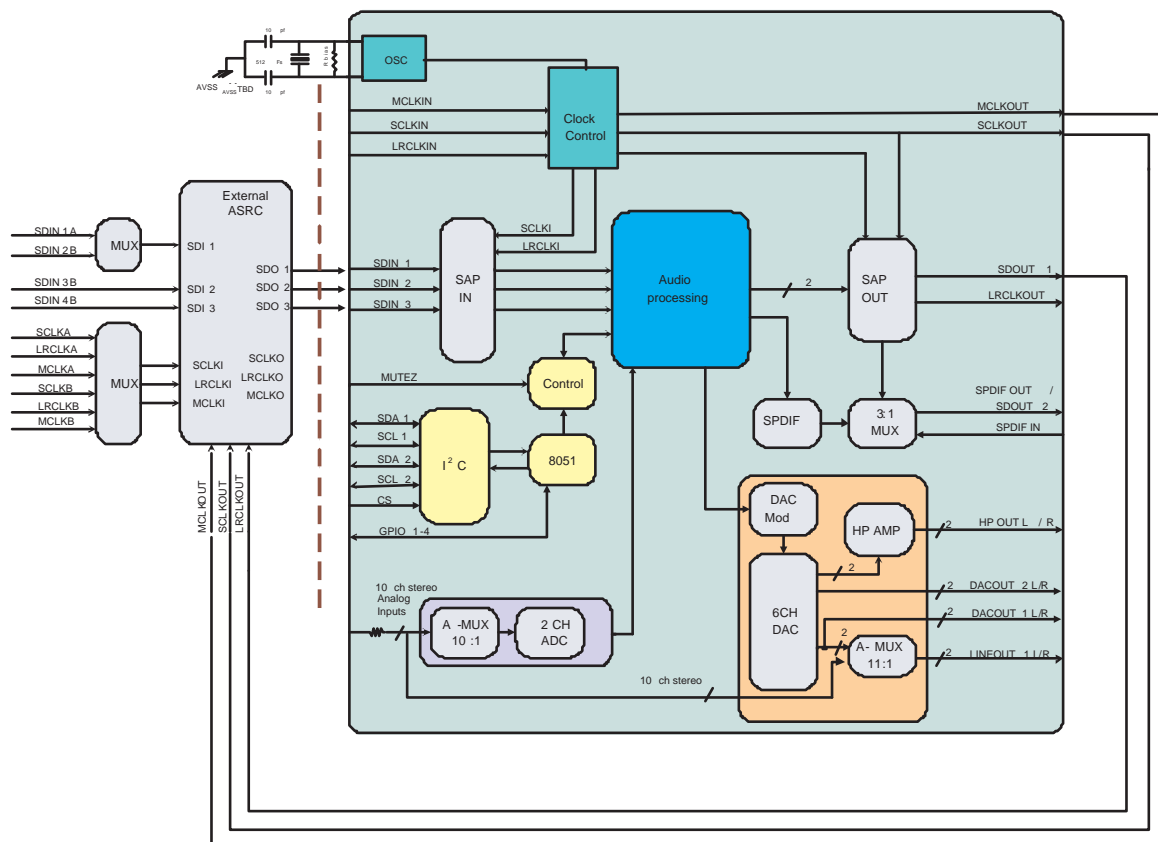 10 pf
512 Fs
R bias
AVSS
AVSS TBD
10 pf
OSC
MCLKIN
SCLKIN
LRCLKIN
Clock
Control
MCLKOUT
SCLKOUT
External
ASRC
SDIN 1A
SDIN 2B
MUX
SDI 1
SDIN 3B
SDIN 4B
SDI 2
SDI 3
SDO 1
SDO 2
SDO 3
SCLKA
LRCLKA
MCLKA
SCLKB
LRCLKB
MCLKB
MUX
SCLKI
LRCLKI
MCLKI
SCLKO
LRCLKO
MCLKO
MCLKOUT
SCLKOUT
LRCLKOUT
SDIN 1
SDIN 2
SDIN 3
SAP
IN
SCLKI
LRCLKI
Audio
processing
2
SAP
OUT
SDOUT 1
LRCLKOUT
MUTEZ
Control
SPDIF
3:1
MUX
SPDIF OUT /
SDOUT 2
SPDIF IN
SDA 1
SCL 1
SDA 2
SCL 2
CS
I2 C
8051
GPIO 1-4
DAC
Mod
HP AMP
2
HP OUT L / R
2
6CH
DAC
2
DACOUT 2 L/R
2
DACOUT 1 L/R
2
A- MUX
11:1
2
LINEOUT 1 L/R
10 ch stereo
Analog
Inputs
A -MUX
10 :1
2 CH
ADC
10 ch stereo